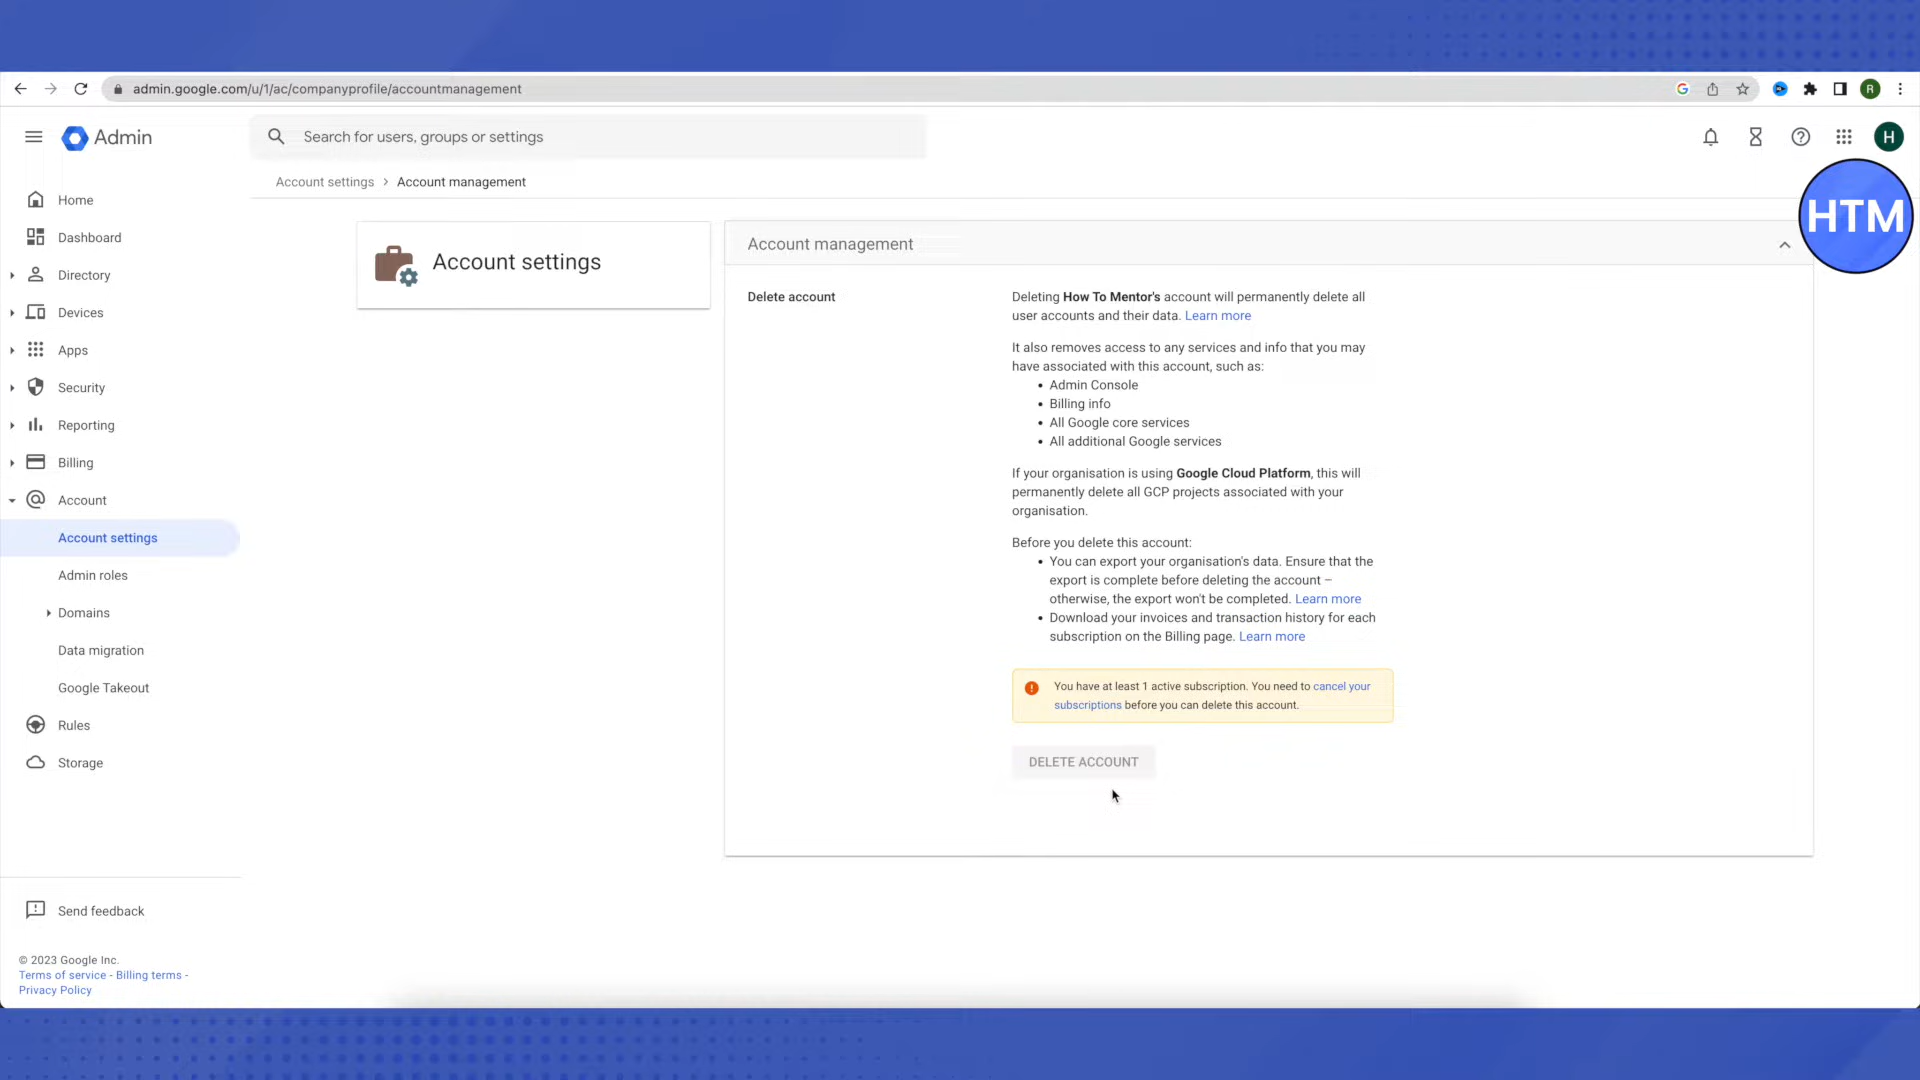 admin.google.com/u/1/ac/companyprofile/accountmanagement
R
Admin
Search for users, groups or settings
H
HTM
Account settings > Account management
Home
Dashboard
Directory
Devices
Apps
Security
Reporting
Billing
Account
Account settings
Admin roles
Domains
Data migration
Google Takeout
Rules
Storage
Send feedback
© 2023 Google Inc.
Terms of service - Billing terms -
Privacy Policy
Account settings
Account management
Delete account
Deleting How To Mentor's account will permanently delete all
user accounts and their data. Learn more
It also removes access to any services and info that you may
have associated with this account, such as:
• Admin Console
• Billing info
• All Google core services
• All additional Google services
If your organisation is using Google Cloud Platform, this will
permanently delete all GCP projects associated with your
organisation.
Before you delete this account:
• You can export your organisation's data. Ensure that the
export is complete before deleting the account –
otherwise, the export won't be completed. Learn more
• Download your invoices and transaction history for each
subscription on the Billing page. Learn more
You have at least 1 active subscription. You need to cancel your
subscriptions before you can delete this account.
DELETE ACCOUNT